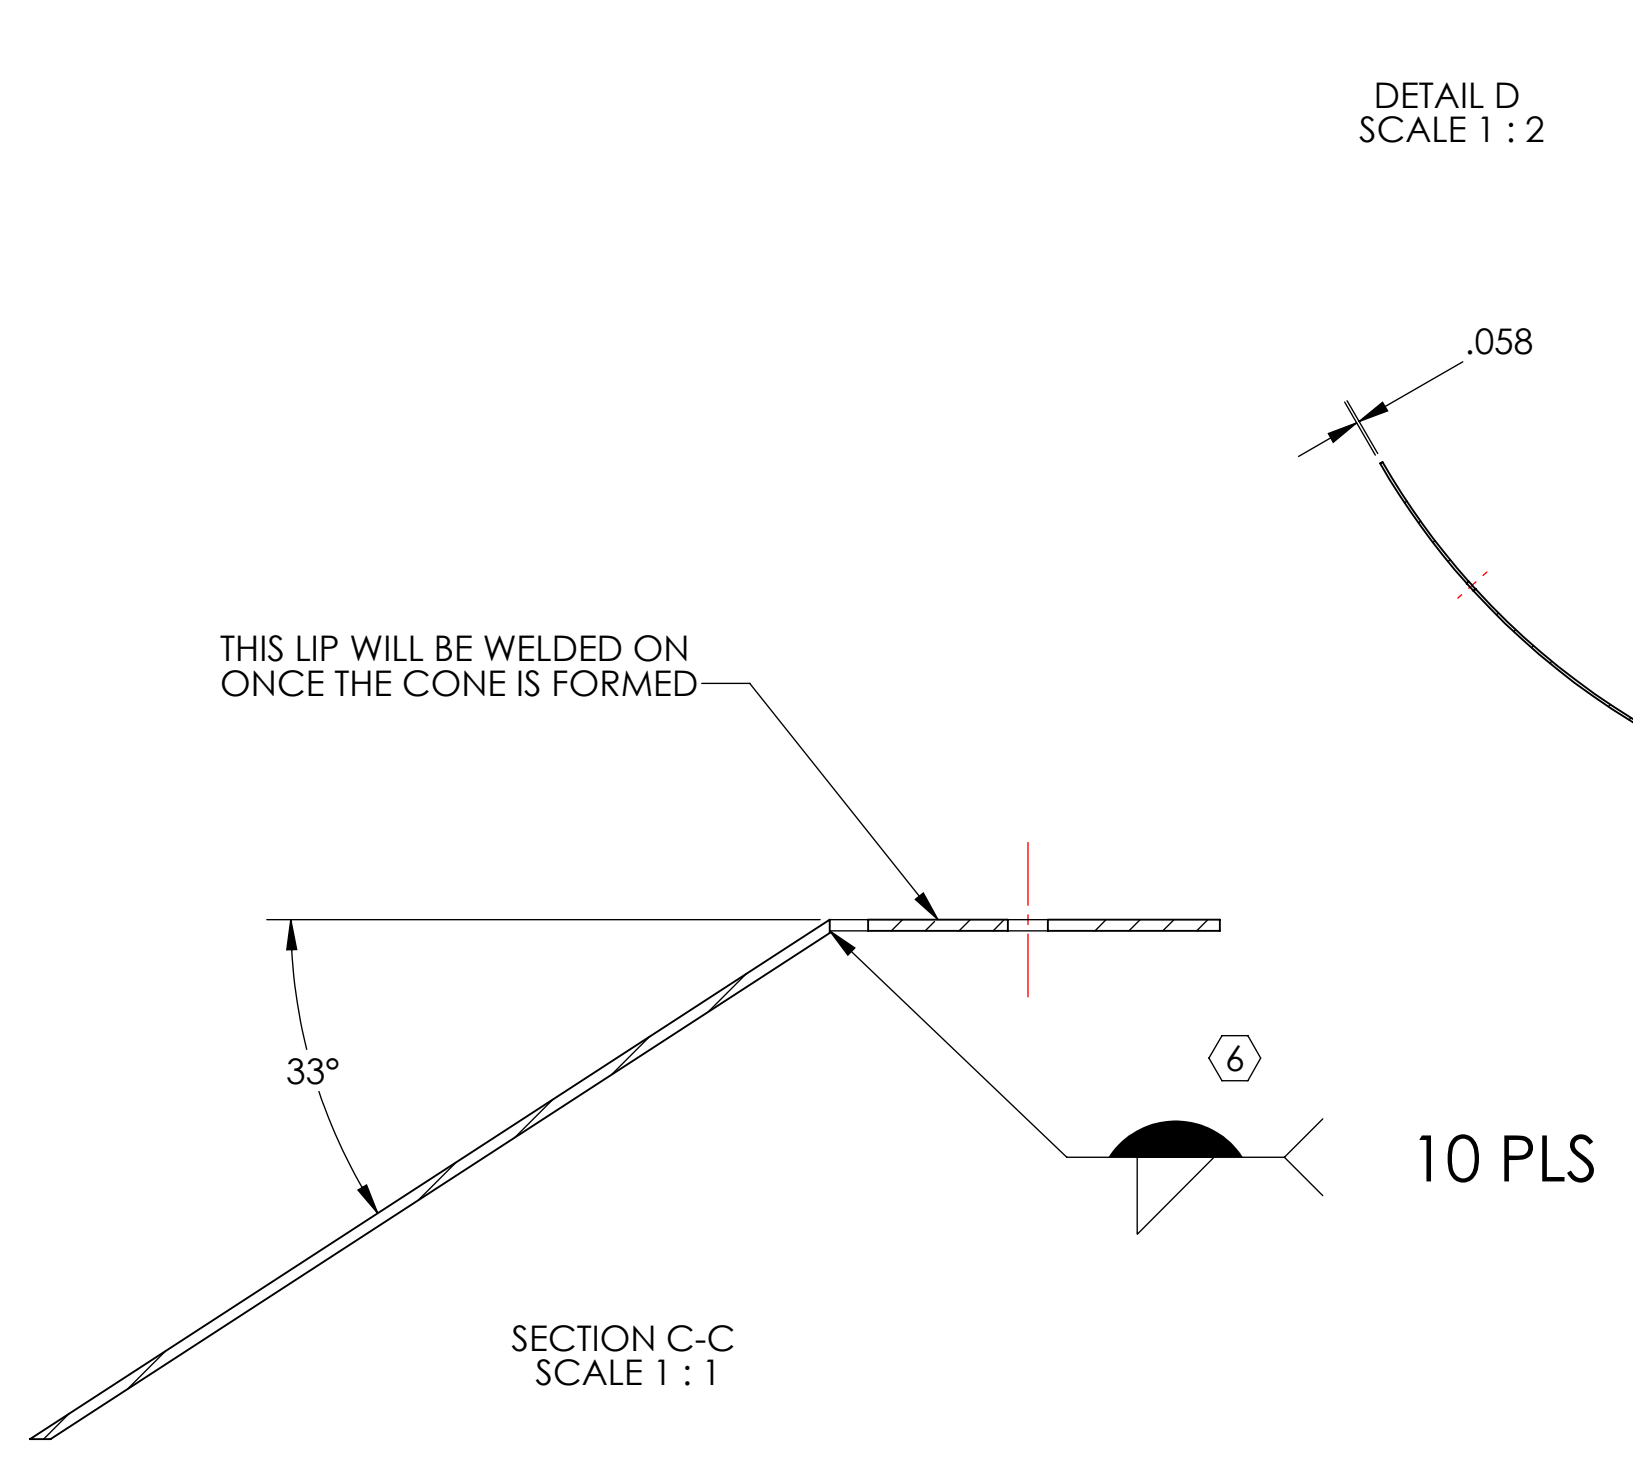 DETAIL D
SCALE 1 : 2
.058
THIS LIP WILL BE WELDED ON
ONCE THE CONE IS FORMED
33°
6
10 PLS
SECTION C-C
SCALE 1 : 1